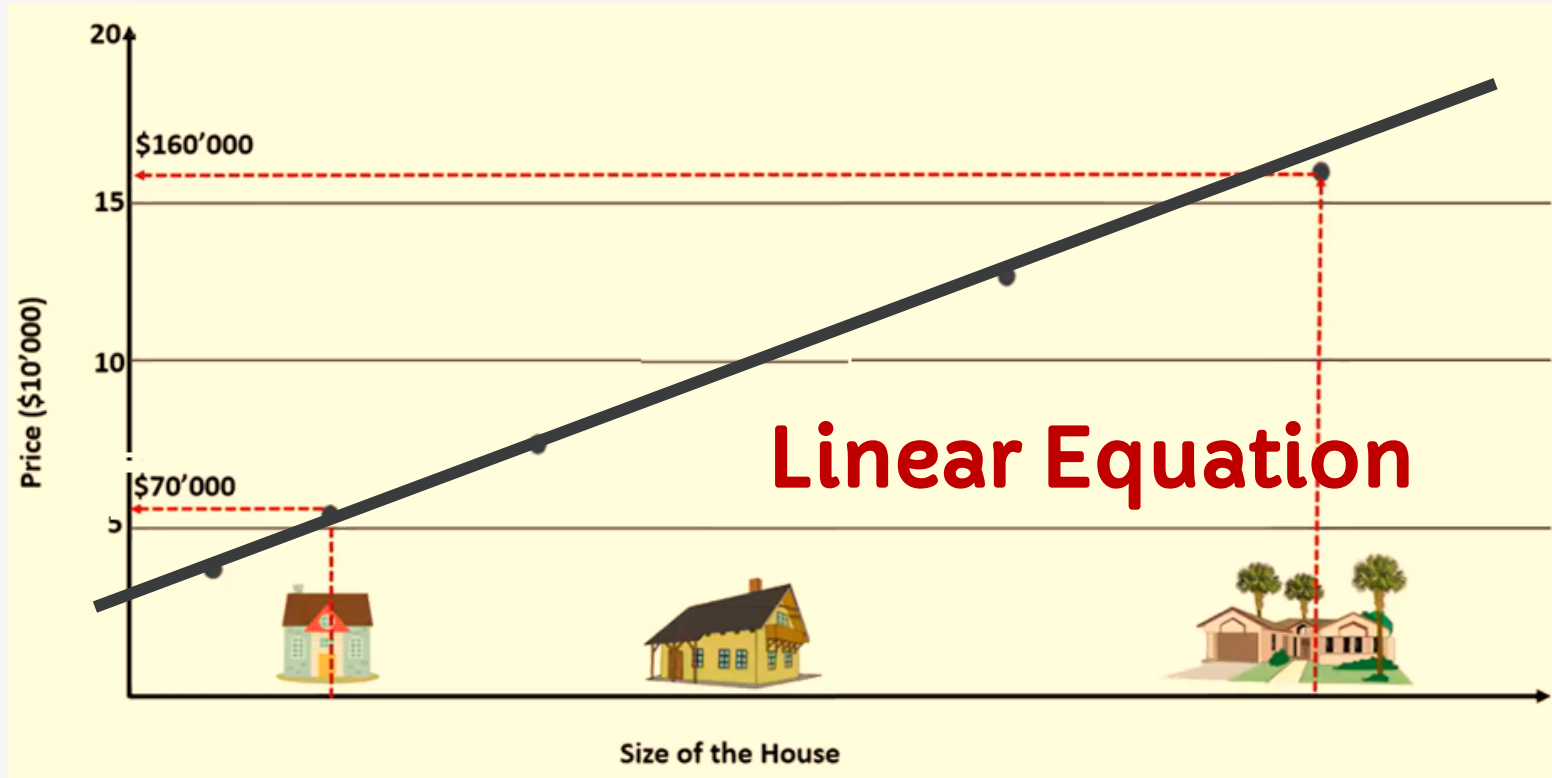 20
$160’000
15
Price ($10’000)
10
Linear Equation
$70’000
5
Size of the House